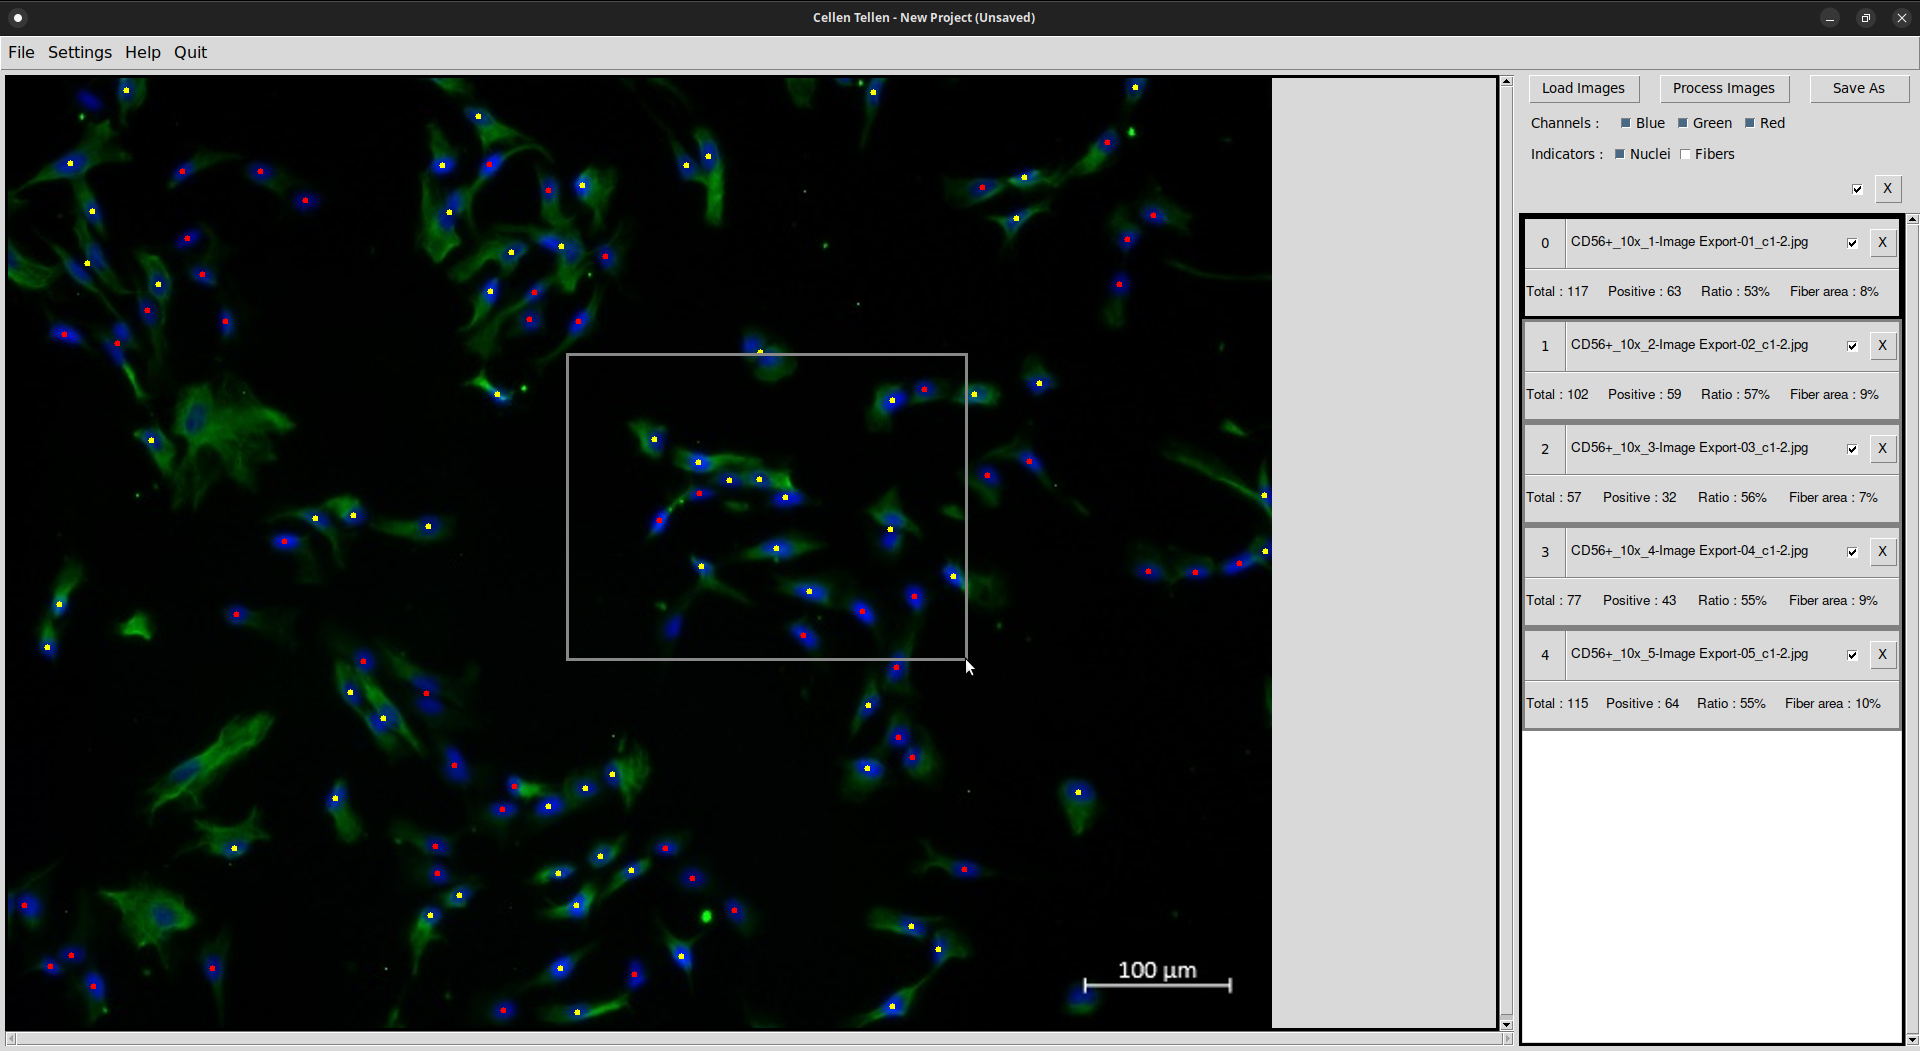 Cellen Tellen - New Project (Unsaved)
File Settings Help Quit
Load Images Process Images Save As
Channels : Blue Green Red
Indicators : Nuclei Fibers
X
0 CD56+_10x_1-Image Export-01_c1-2.jpg X
Total : 117 Positive : 63 Ratio : 53% Fiber area : 8%
1 CD56+_10x_2-Image Export-02_c1-2.jpg X
Total : 102 Positive : 59 Ratio : 57% Fiber area : 9%
2 CD56+_10x_3-Image Export-03_c1-2.jpg X
Total : 57 Positive : 32 Ratio : 56% Fiber area : 7%
3 CD56+_10x_4-Image Export-04_c1-2.jpg X
Total : 77 Positive : 43 Ratio : 55% Fiber area : 9%
4 CD56+_10x_5-Image Export-05_c1-2.jpg X
Total : 115 Positive : 64 Ratio : 55% Fiber area : 10%
100 µm